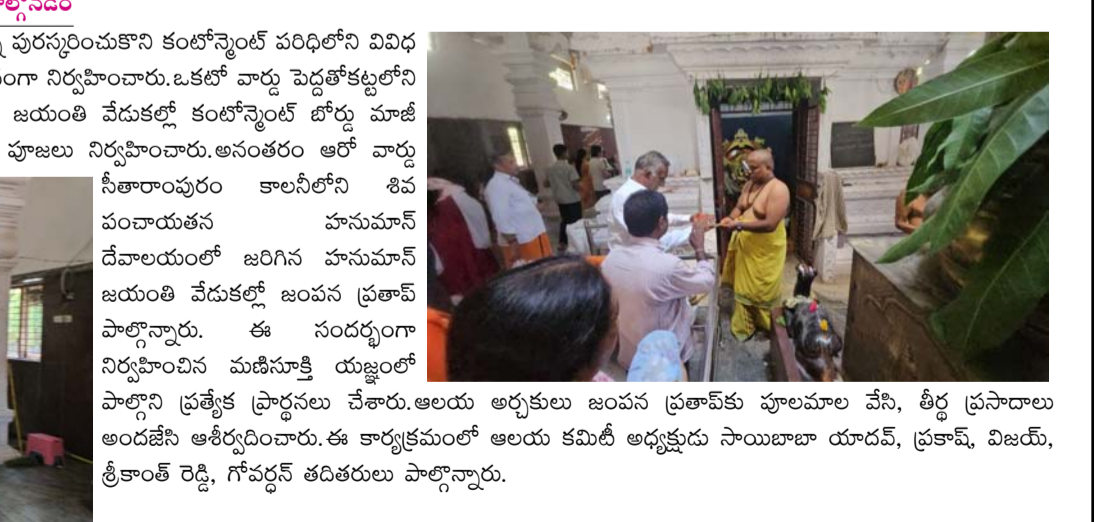 పురస్కరించుకొని కంటోన్మెంట్ పరిధిలోని వివిధ
నిర్వహించారు.ఒకటో వార్డు పెద్దతోకట్టలోని
జయంతి వేడుకల్లో కంటోన్మెంట్ బోర్డు మాజీ
పూజలు నిర్వహించారు.అనంతరం ఆరో వార్డు
సీతారాంపురం కాలనీలోని శివ
పంచాయతన హనుమాన్
దేవాలయంలో జరిగిన హనుమాన్
జయంతి వేడుకల్లో జంపన ప్రతాప్
పాల్గొన్నారు. ఈ సందర్భంగా
నిర్వహించిన మణిసూక్తి యజ్ఞంలో
పాల్గొని ప్రత్యేక ప్రార్థనలు చేశారు.ఆలయ అర్చకులు జంపన ప్రతాప్‌కు పూలమాల వేసి, తీర్థ ప్రసాదాలు
అందజేసి ఆశీర్వదించారు.ఈ కార్యక్రమంలో ఆలయ కమిటీ అధ్యక్షుడు సాయిబాబా యాదవ్, ప్రకాష్, విజయ్,
శ్రీకాంత్ రెడ్డి, గోవర్ధన్ తదితరులు పాల్గొన్నారు.